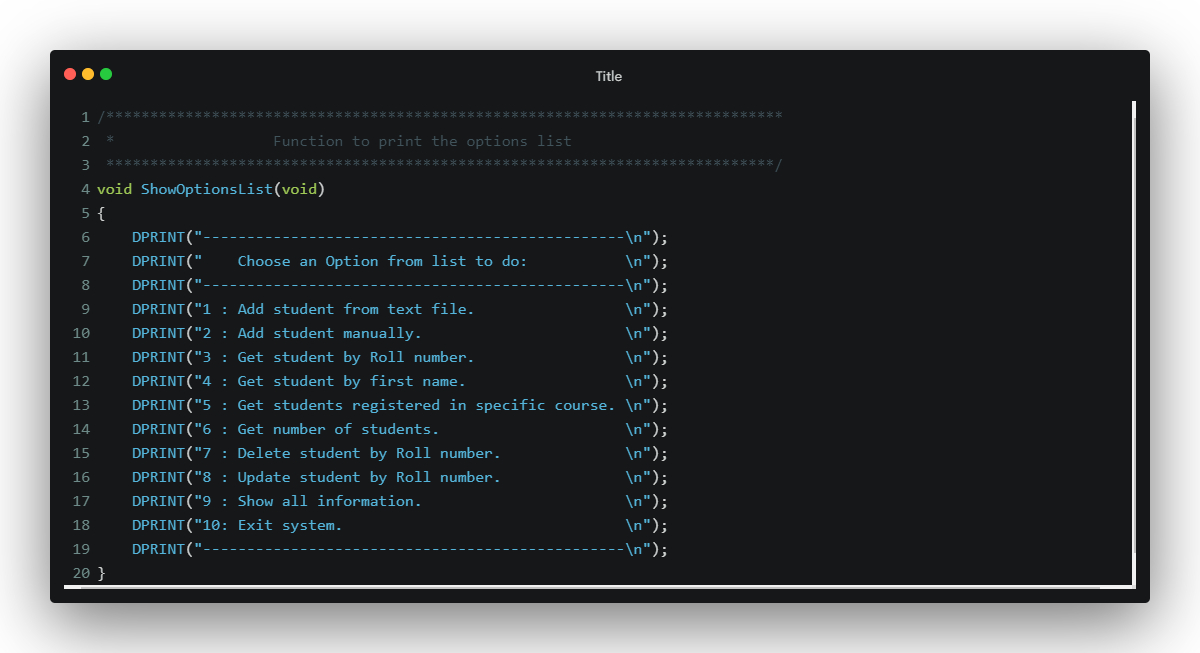 Title
1 /*****************************************************************************
2  *                  Function to print the options list
3  ****************************************************************************/
4 void ShowOptionsList(void)
5 {
6     DPRINT("------------------------------------------------\n");
7     DPRINT("    Choose an Option from list to do:           \n");
8     DPRINT("------------------------------------------------\n");
9     DPRINT("1 : Add student from text file.                 \n");
10     DPRINT("2 : Add student manually.                       \n");
11     DPRINT("3 : Get student by Roll number.                 \n");
12     DPRINT("4 : Get student by first name.                  \n");
13     DPRINT("5 : Get students registered in specific course. \n");
14     DPRINT("6 : Get number of students.                     \n");
15     DPRINT("7 : Delete student by Roll number.              \n");
16     DPRINT("8 : Update student by Roll number.              \n");
17     DPRINT("9 : Show all information.                       \n");
18     DPRINT("10: Exit system.                                \n");
19     DPRINT("------------------------------------------------\n");
20 }